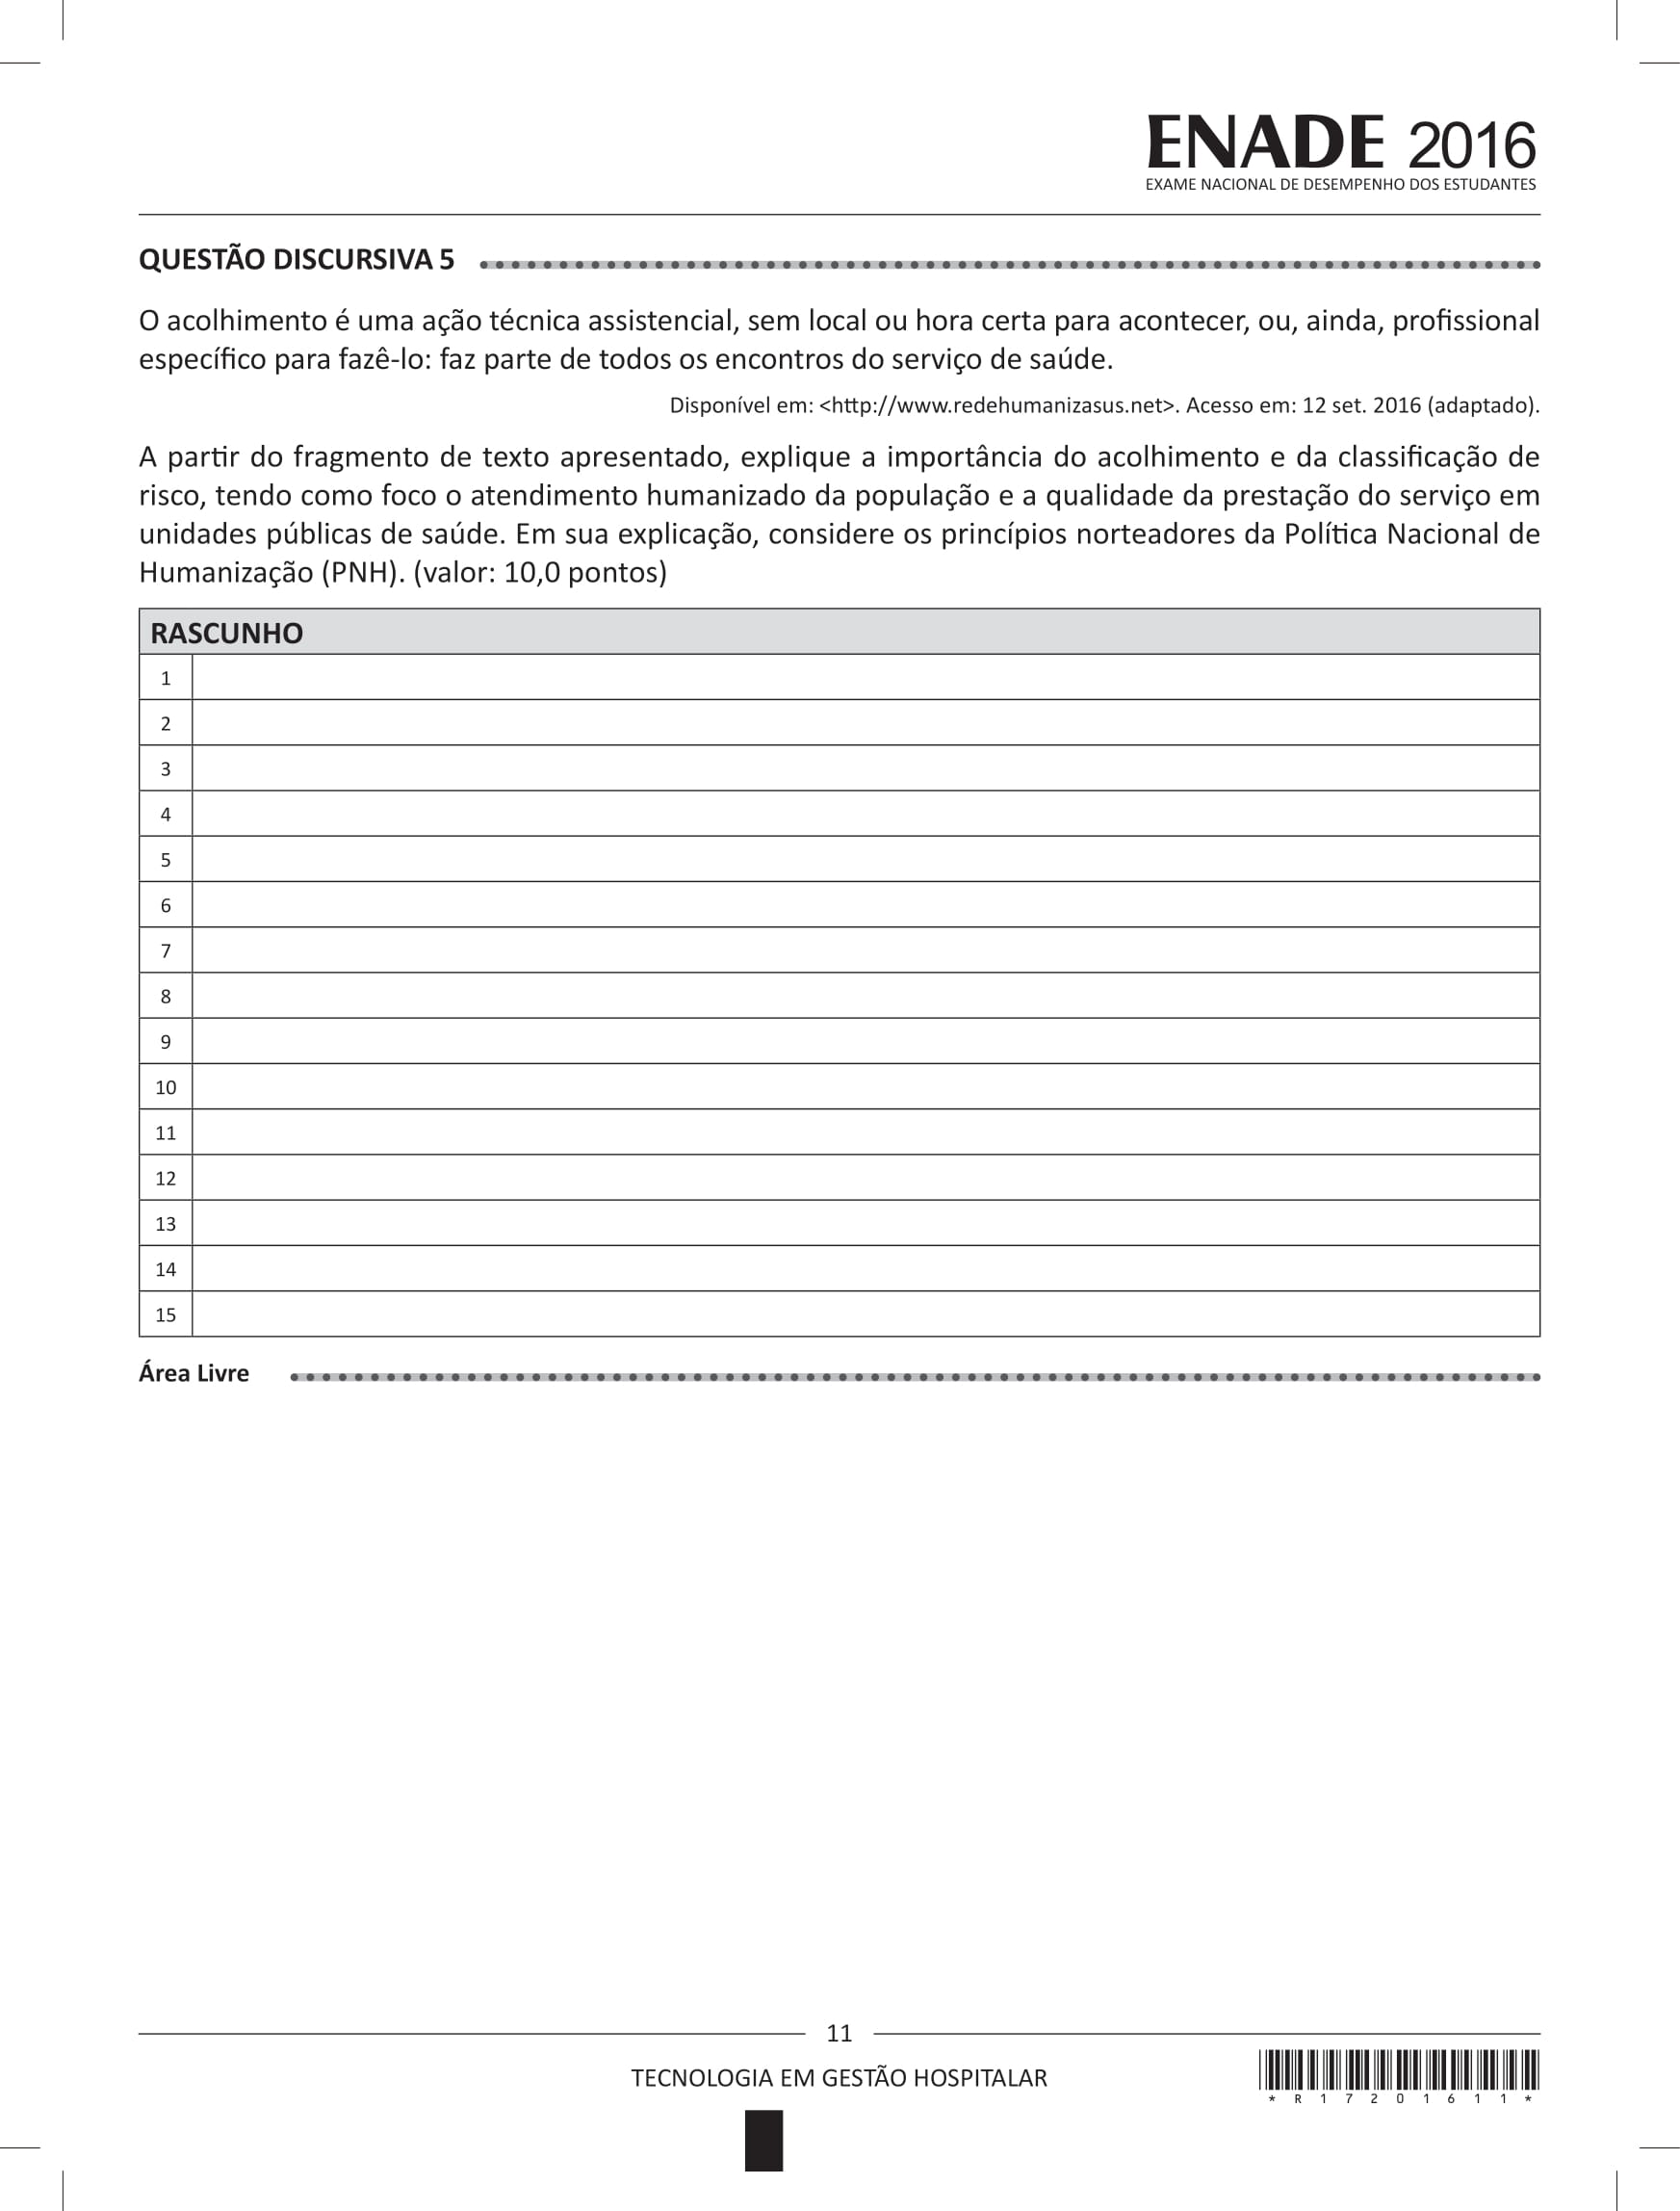 ENADE 2016
EXAME NACIONAL DE DESEMPENHO DOS ESTUDANTES
QUESTÃO DISCURSIVA 5
O acolhimento é uma ação técnica assistencial, sem local ou hora certa para acontecer, ou, ainda, profissional
específico para fazê-lo: faz parte de todos os encontros do serviço de saúde.
Disponível em: <http://www.redehumanizasus.net>. Acesso em: 12 set. 2016 (adaptado).
A partir do fragmento de texto apresentado, explique a importância do acolhimento e da classificação de
risco, tendo como foco o atendimento humanizado da população e a qualidade da prestação do serviço em
unidades públicas de saúde. Em sua explicação, considere os princípios norteadores da Política Nacional de
Humanização (PNH). (valor: 10,0 pontos)
RASCUNHO
1
2
3
4
5
6
7
8
9
10
11
12
13
14
15
Área Livre
11
TECNOLOGIA EM GESTÃO HOSPITALAR
* R 1 7 2 0 1 6 1 1 *